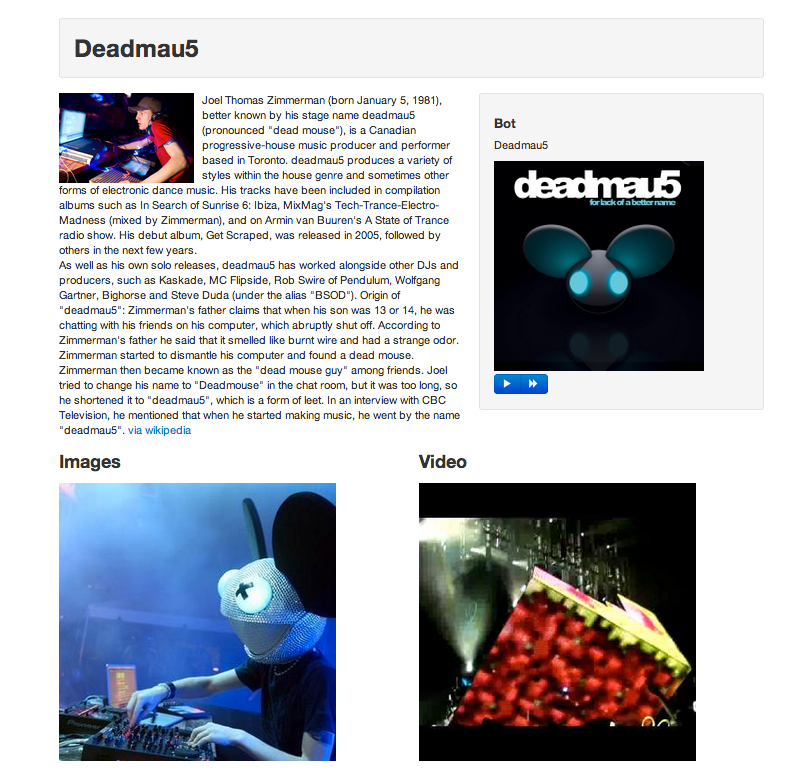 Deadmau5
Joel Thomas Zimmerman (born January 5, 1981),
better known by his stage name deadmau5
(pronounced "dead mouse"), is a Canadian
progressive-house music producer and performer
based in Toronto. deadmau5 produces a variety of
styles within the house genre and sometimes other
forms of electronic dance music. His tracks have been included in compilation
albums such as In Search of Sunrise 6: Ibiza, MixMag's Tech-Trance-Electro-
Madness (mixed by Zimmerman), and on Armin van Buuren's A State of Trance
radio show. His debut album, Get Scraped, was released in 2005, followed by
others in the next few years.
As well as his own solo releases, deadmau5 has worked alongside other DJs and
producers, such as Kaskade, MC Flipside, Rob Swire of Pendulum, Wolfgang
Gartner, Bighorse and Steve Duda (under the alias "BSOD"). Origin of
"deadmau5": Zimmerman's father claims that when his son was 13 or 14, he was
chatting with his friends on his computer, which abruptly shut off. According to
Zimmerman's father he said that it smelled like burnt wire and had a strange odor.
Zimmerman started to dismantle his computer and found a dead mouse.
Zimmerman then became known as the "dead mouse guy" among friends. Joel
tried to change his name to "Deadmouse" in the chat room, but it was too long, so
he shortened it to "deadmau5", which is a form of leet. In an interview with CBC
Television, he mentioned that when he started making music, he went by the name
"deadmau5". via wikipedia
Bot
Deadmau5
deadmau5
for lack of a better name
Images
Video